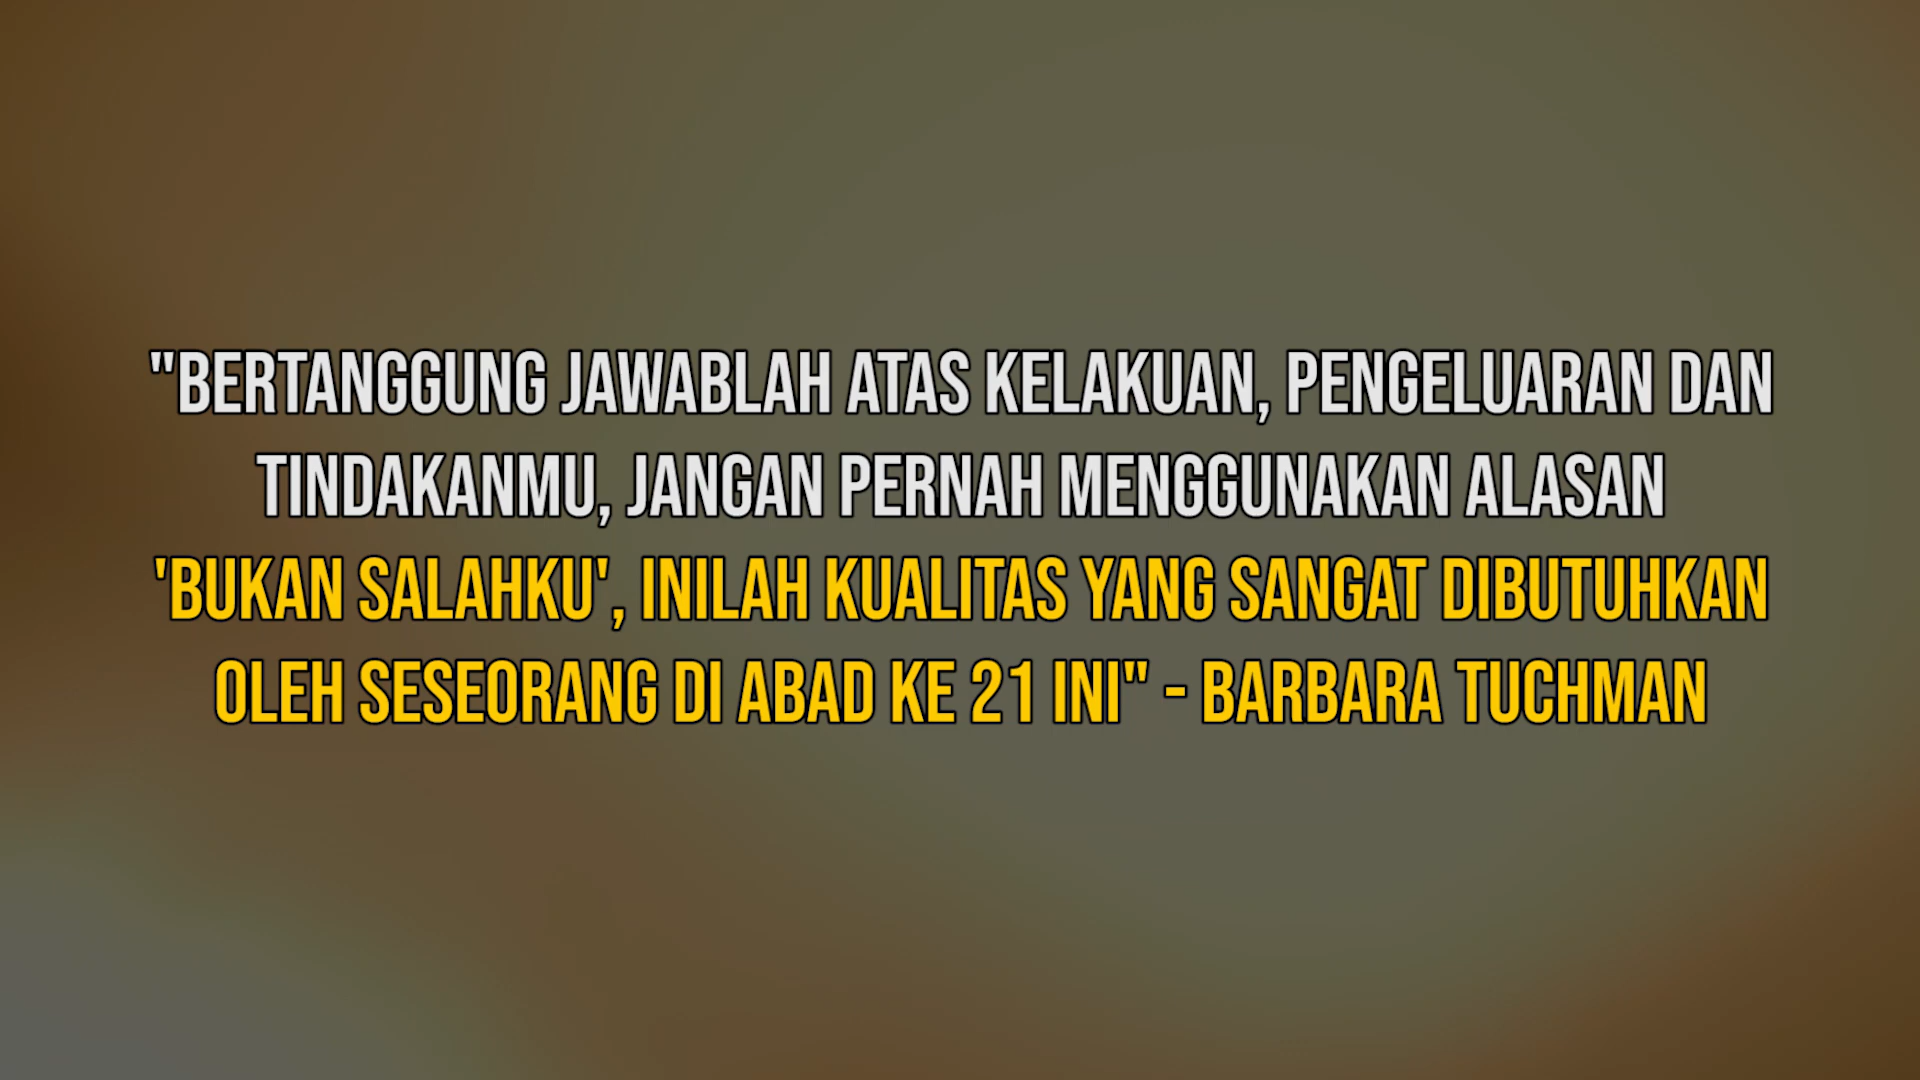 "BERTANGGUNG JAWABLAH ATAS KELAKUAN, PENGELUARAN DAN
TINDAKANMU, JANGAN PERNAH MENGGUNAKAN ALASAN
'BUKAN SALAHKU', INILAH KUALITAS YANG SANGAT DIBUTUHKAN
OLEH SESEORANG DI ABAD KE 21 INI" - BARBARA TUCHMAN